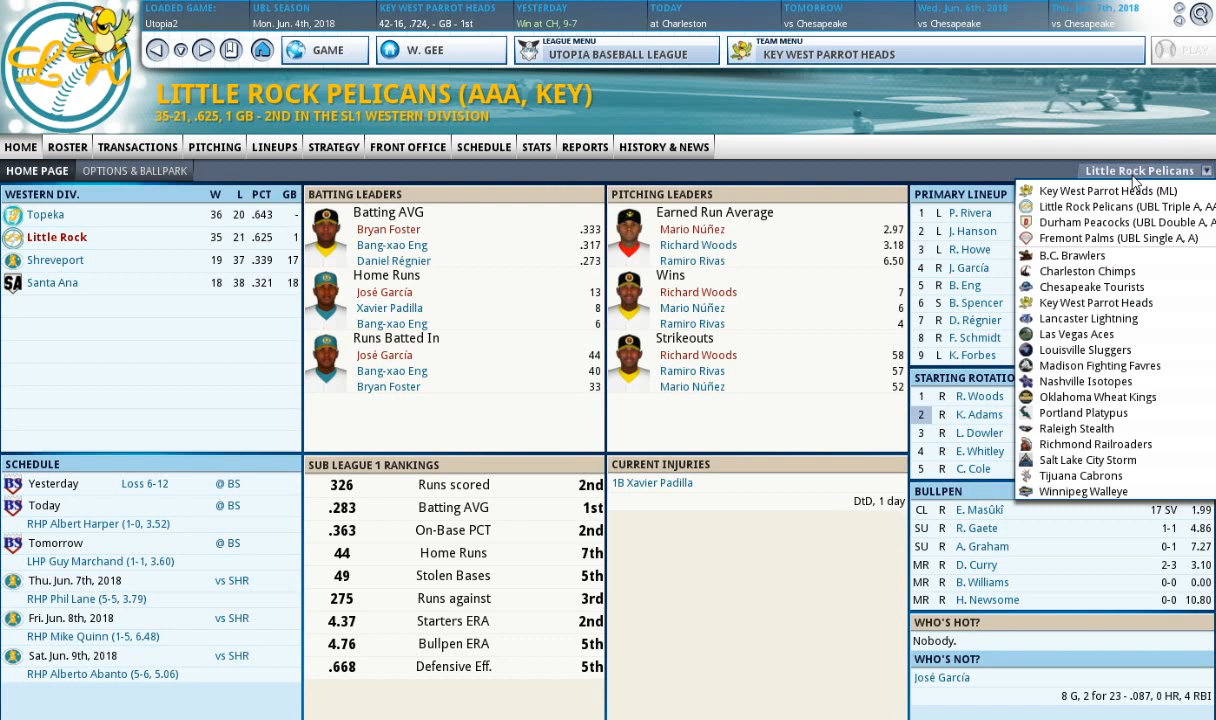 LOADED GAME:
Utopia2
UBL SEASON
Mon. Jun. 4th, 2018
KEY WEST PARROT HEADS
42-16, .724, - GB - 1st
YESTERDAY
Win at CH, 9-7
TODAY
at Charleston
TOMORROW
vs Chesapeake
Wed. Jun. 6th, 2018
vs Chesapeake
Thu. Jun. 7th, 2018
vs Chesapeake
GAME
W. GEE
LEAGUE MENU
UTOPIA BASEBALL LEAGUE
TEAM MENU
KEY WEST PARROT HEADS
PLAY
LITTLE ROCK PELICANS (AAA, KEY)
35-21, .625, 1 GB - 2ND IN THE SL1 WESTERN DIVISION
HOME ROSTER TRANSACTIONS PITCHING LINEUPS STRATEGY FRONT OFFICE SCHEDULE STATS REPORTS HISTORY & NEWS
HOME PAGE OPTIONS & BALLPARK
Little Rock Pelicans
WESTERN DIV. W L PCT GB
Topeka 36 20 .643 -
Little Rock 35 21 .625 1
Shreveport 19 37 .339 17
Santa Ana 18 38 .321 18
BATTING LEADERS
Batting AVG
Bryan Foster .333
Bang-xao Eng .317
Daniel Régnier .273
Home Runs
José García 13
Xavier Padilla 8
Bang-xao Eng 6
Runs Batted In
José García 44
Bang-xao Eng 40
Bryan Foster 33
PITCHING LEADERS
Earned Run Average
Mario Núñez 2.97
Richard Woods 3.18
Ramiro Rivas 6.50
Wins
Richard Woods 7
Mario Núñez 6
Ramiro Rivas 4
Strikeouts
Richard Woods 58
Ramiro Rivas 57
Mario Núñez 52
PRIMARY LINEUP
1 L P. Rivera
2 L J. Hanson
3 L R. Howe
4 R J. García
5 R B. Eng
6 S B. Spencer
7 R D. Régnier
8 R F. Schmidt
9 L K. Forbes
STARTING ROTATIO
1 R R. Woods
2 R K. Adams
3 R L. Dowler
4 R E. Whitley
5 R C. Cole
Key West Parrot Heads (ML)
Little Rock Pelicans (UBL Triple A, AA
Durham Peacocks (UBL Double A, A
Fremont Palms (UBL Single A, A)
B.C. Brawlers
Charleston Chimps
Chesapeake Tourists
Key West Parrot Heads
Lancaster Lightning
Las Vegas Aces
Louisville Sluggers
Madison Fighting Favres
Nashville Isotopes
Oklahoma Wheat Kings
Portland Platypus
Raleigh Stealth
Richmond Railroaders
Salt Lake City Storm
Tijuana Cabrons
Winnipeg Walleye
SCHEDULE
BS Yesterday Loss 6-12 @ BS
BS Today @ BS
RHP Albert Harper (1-0, 3.52)
BS Tomorrow @ BS
LHP Guy Marchand (1-1, 3.60)
Thu. Jun. 7th, 2018 vs SHR
RHP Phil Lane (5-5, 3.79)
Fri. Jun. 8th, 2018 vs SHR
RHP Mike Quinn (1-5, 6.48)
Sat. Jun. 9th, 2018 vs SHR
RHP Alberto Abanto (5-6, 5.06)
SUB LEAGUE 1 RANKINGS
326 Runs scored 2nd
.283 Batting AVG 1st
.363 On-Base PCT 2nd
44 Home Runs 7th
49 Stolen Bases 5th
275 Runs against 3rd
4.37 Starters ERA 2nd
4.76 Bullpen ERA 5th
.668 Defensive Eff. 5th
CURRENT INJURIES
1B Xavier Padilla
DtD, 1 day
BULLPEN
CL R E. Masûkî 17 SV 1.99
SU R R. Gaete 1-1 4.86
SU R A. Graham 0-1 7.27
MR R D. Curry 2-3 3.10
MR R B. Williams 0-0 0.00
MR R H. Newsome 0-0 10.80
WHO'S HOT?
Nobody.
WHO'S NOT?
José García
8 G, 2 for 23 - .087, 0 HR, 4 RBI